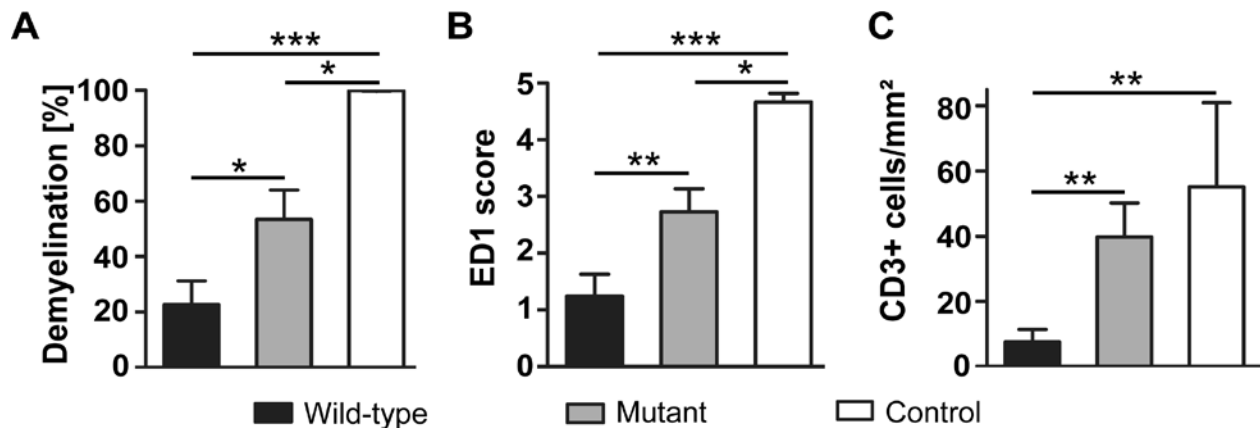 A
Demyelination [%]
100
80
60
40
20
0
***
*
*
B
ED1 score
5
4
3
2
1
0
***
*
**
C
CD3+ cells/mm²
80
60
40
20
0
**
**
Wild-type
Mutant
Control